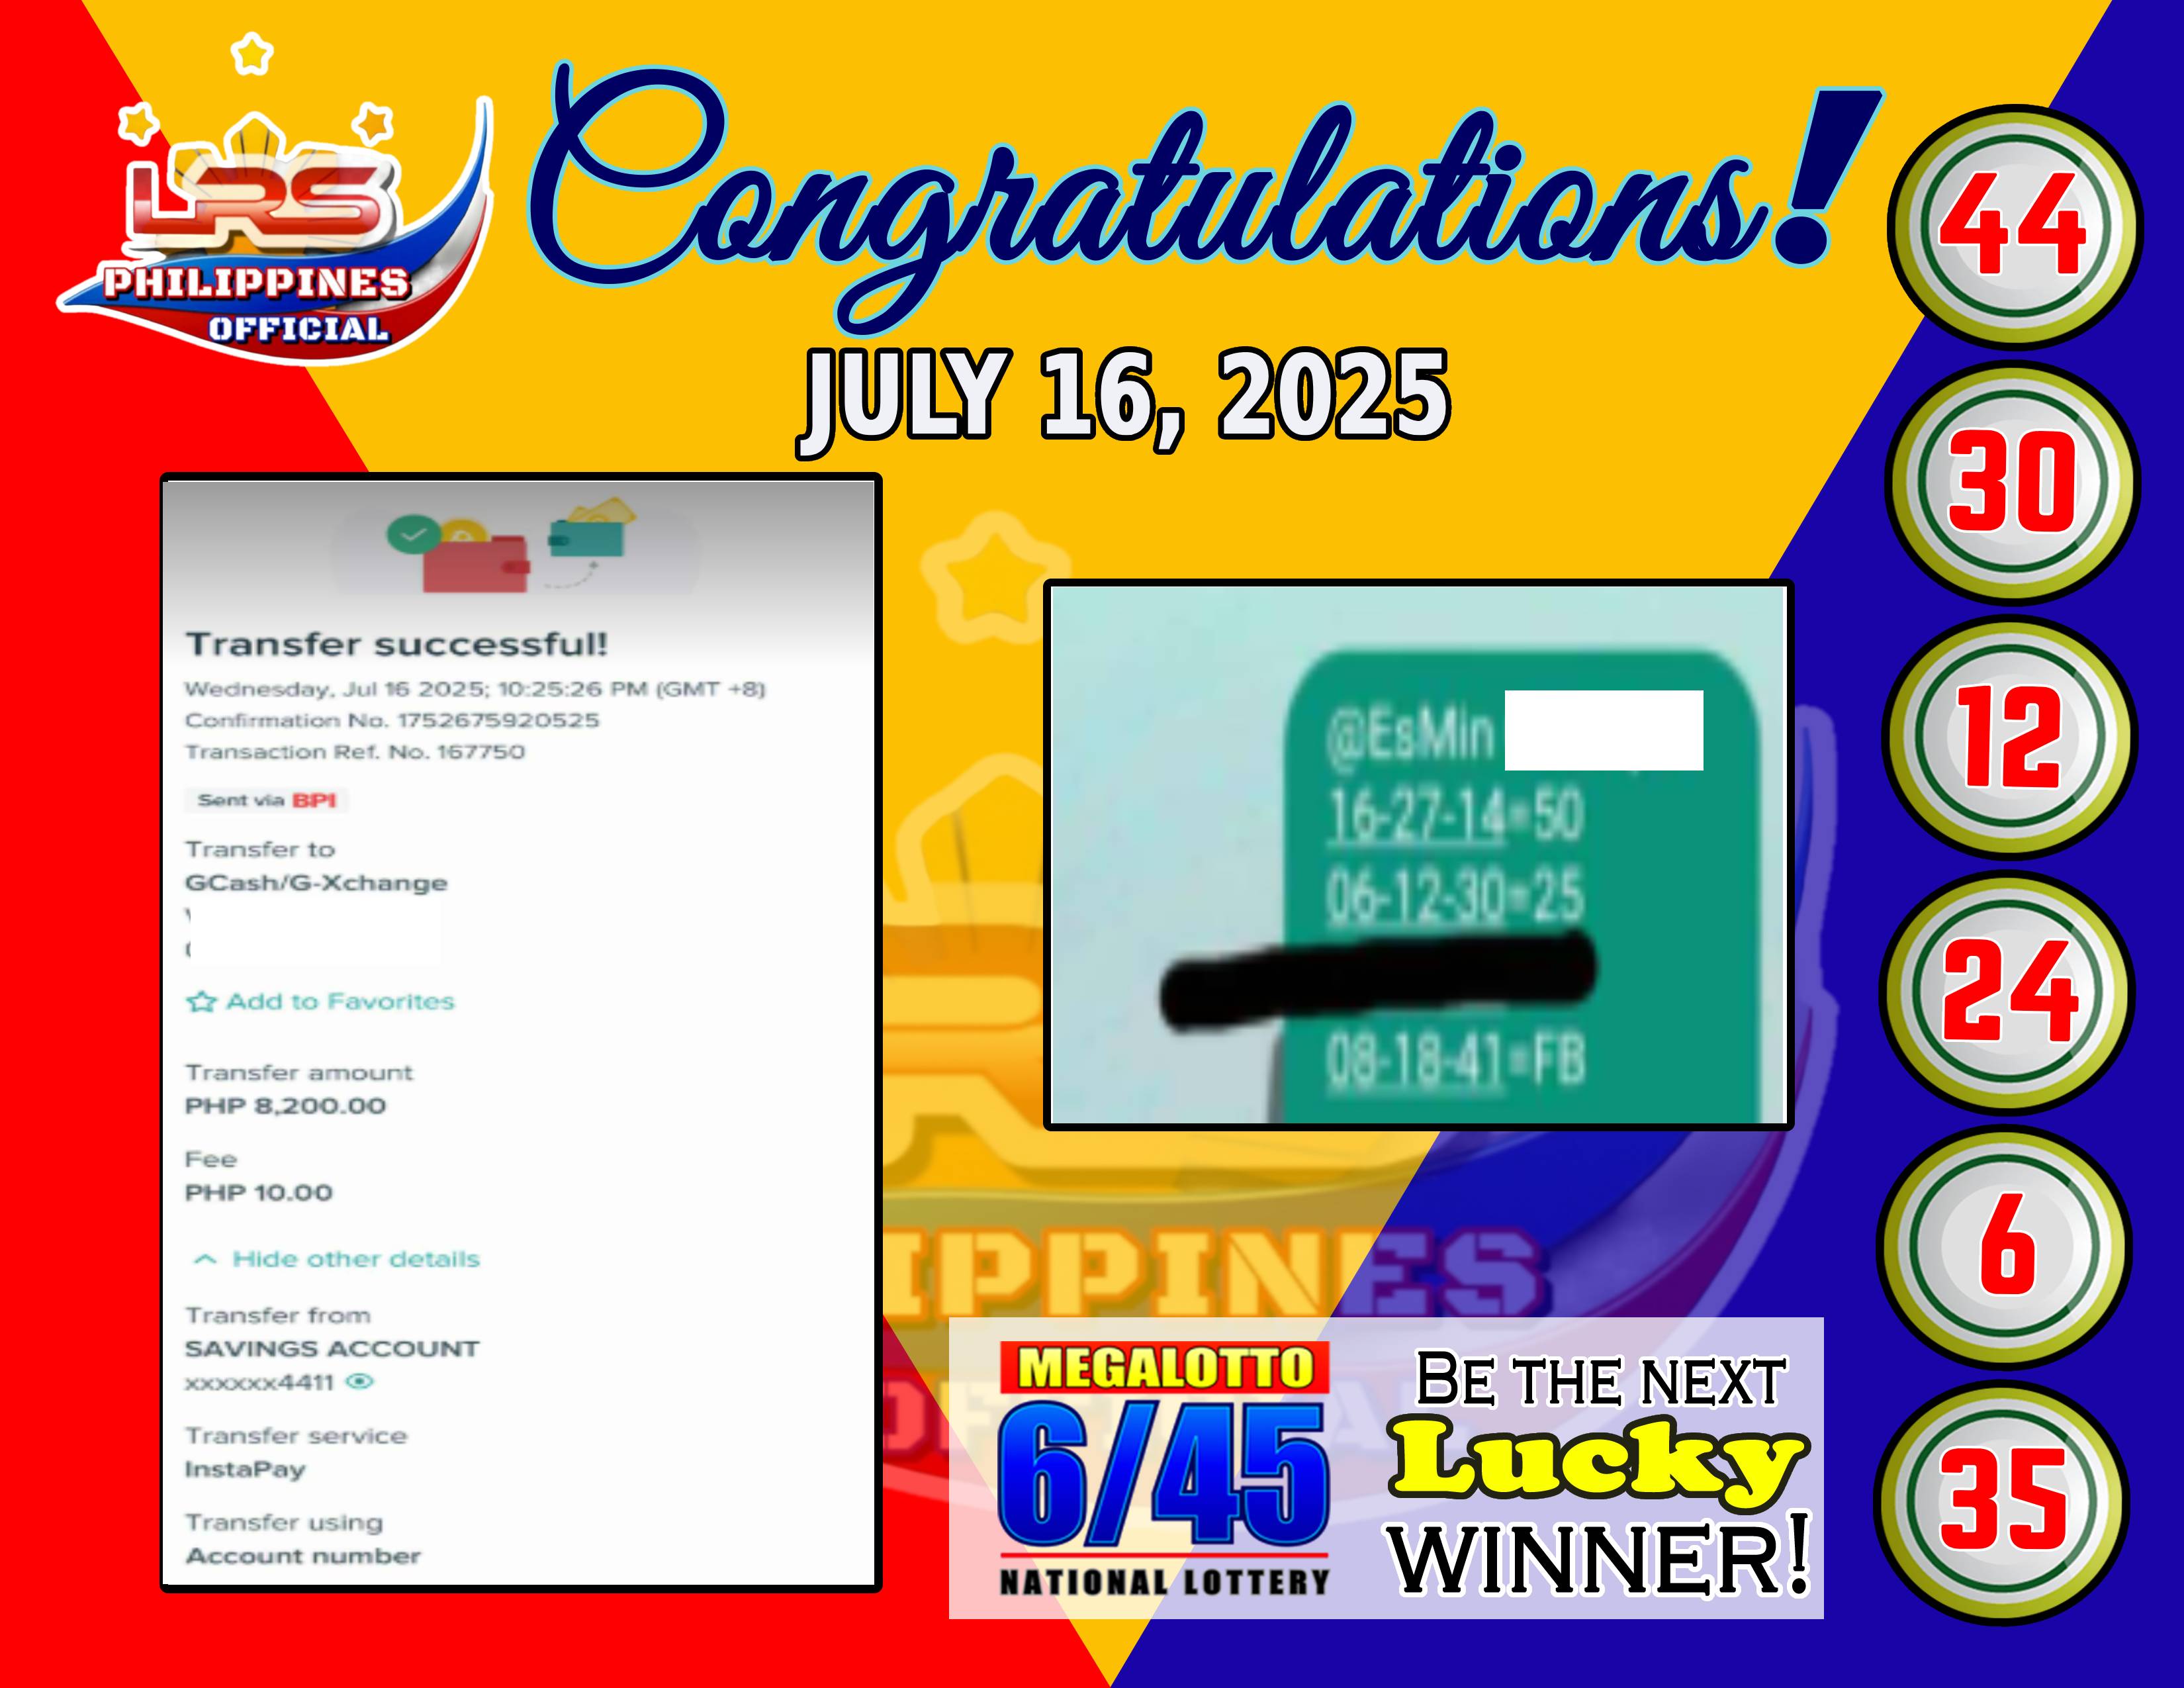 LRS
PHILIPPINES
OFFICIAL
Congratulations!
JULY 16, 2025
Transfer successful!
Wednesday, Jul 16 2025; 10:25:26 PM (GMT +8)
Confirmation No. 1752675920525
Transaction Ref. No. 167750
Sent via BPI
Transfer to
GCash/G-Xchange
Add to Favorites
Transfer amount
PHP 8,200.00
Fee
PHP 10.00
Hide other details
Transfer from
SAVINGS ACCOUNT
xxxxxx4411
Transfer service
InstaPay
Transfer using
Account number
@EsMin
16-27-14=50
06-12-30=25
08-18-41=FB
IPPINES
MEGALOTTO
6/45
NATIONAL LOTTERY
BE THE NEXT
Lucky
WINNER!
44
30
12
24
6
35